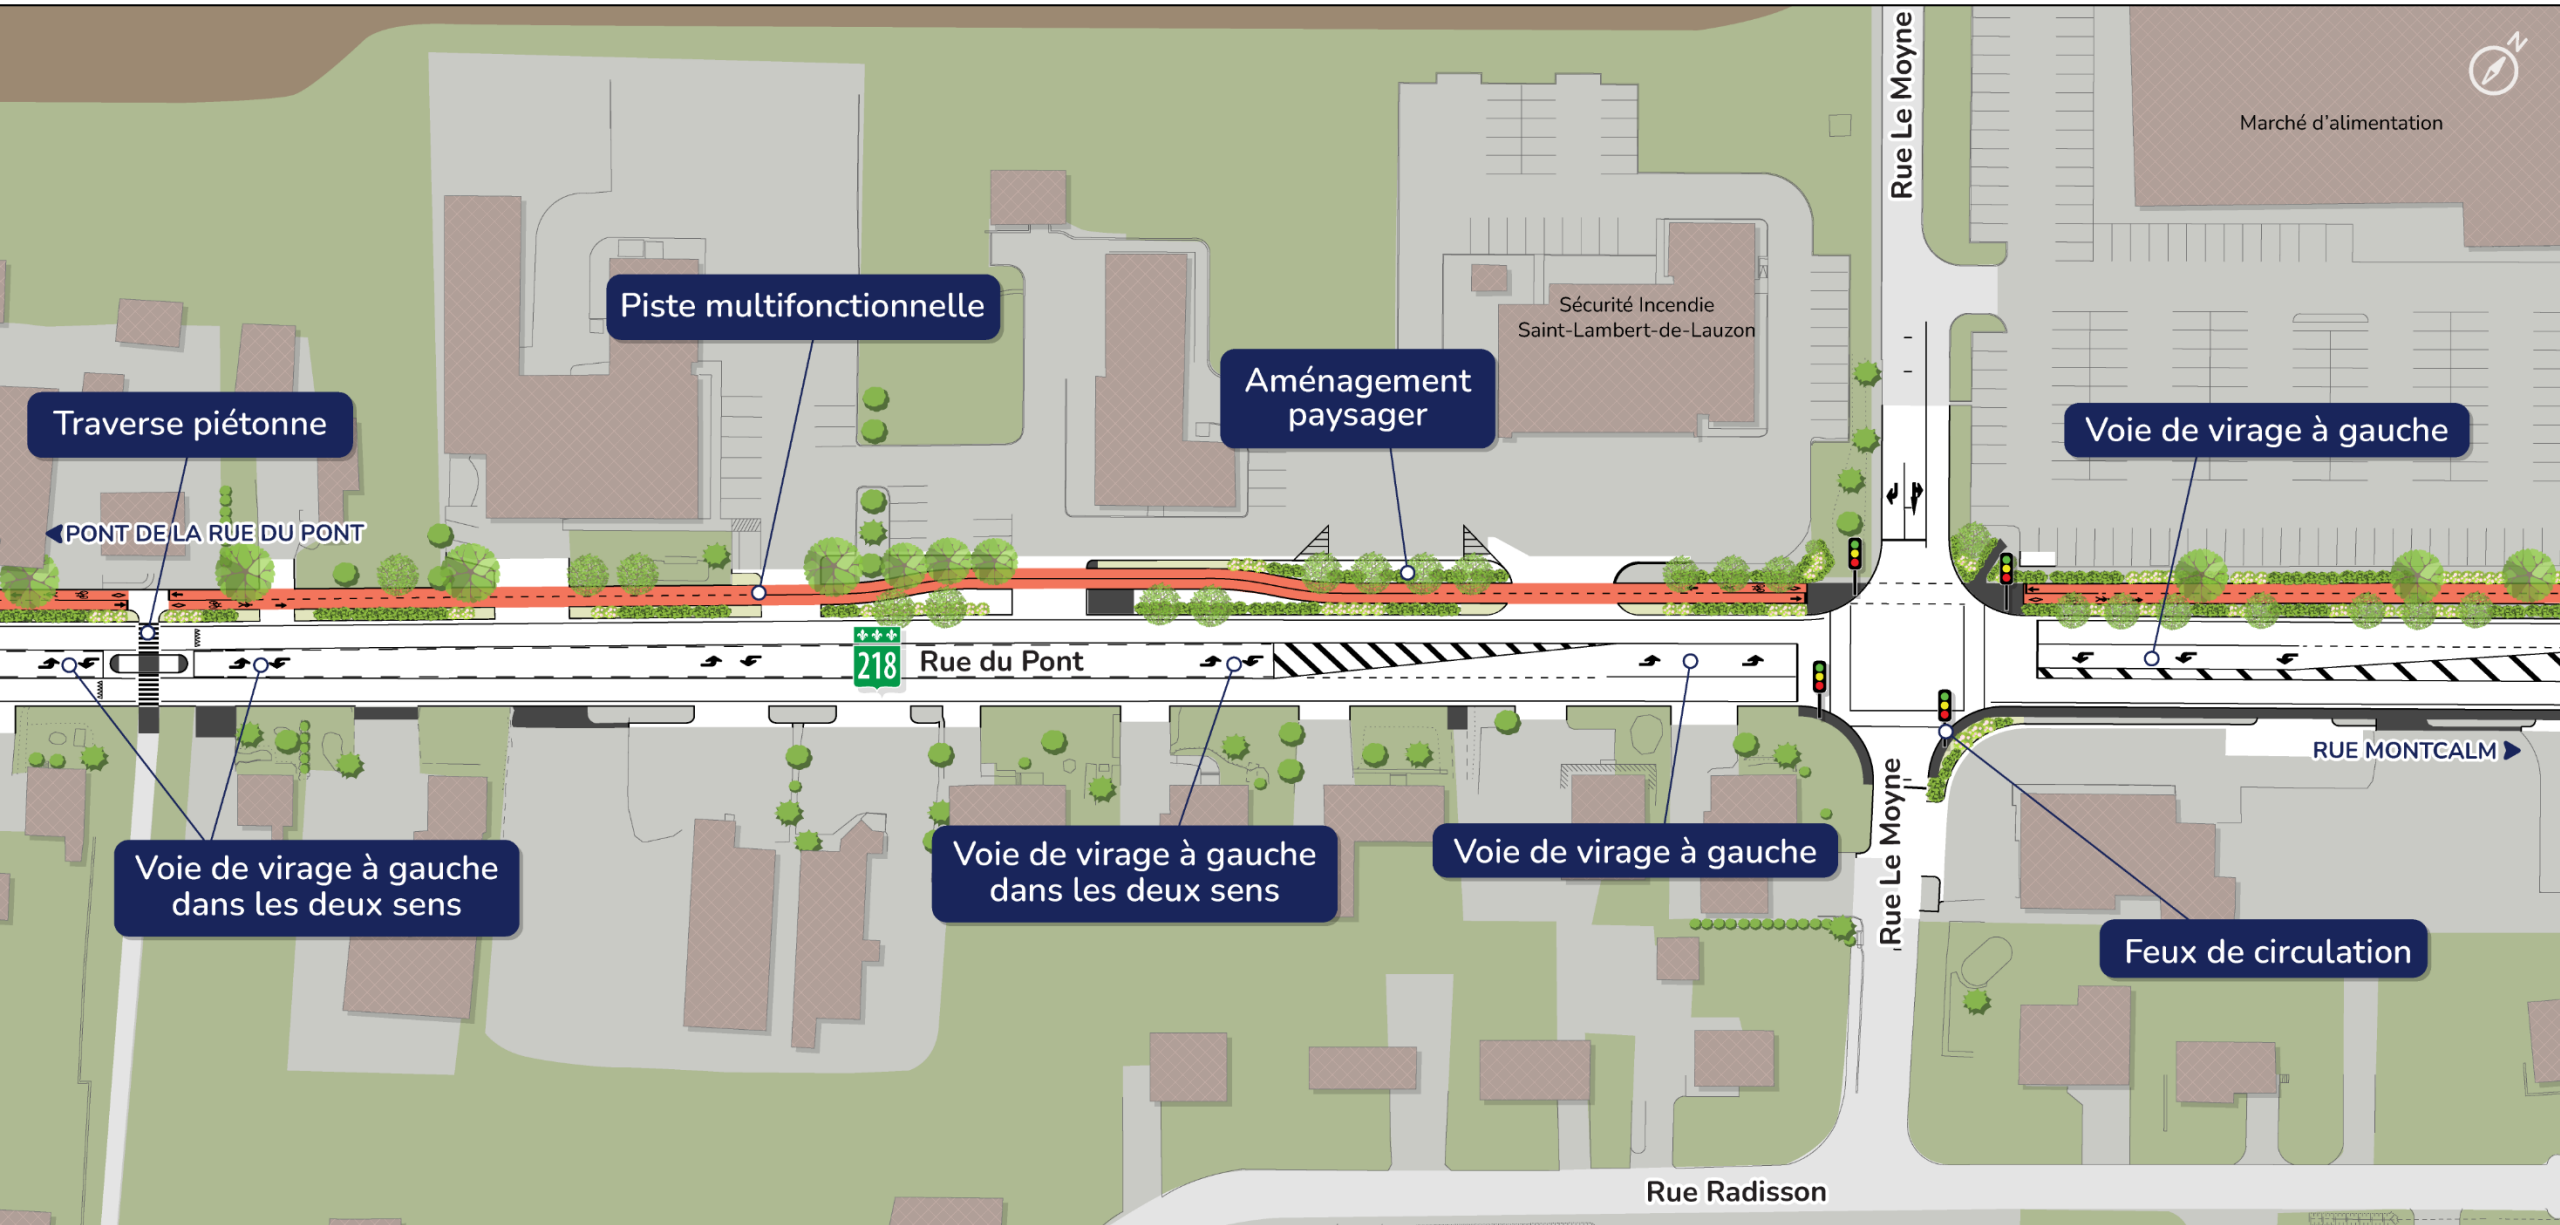 Rue Le Moyne
N
Marché d'alimentation
Piste multifonctionnelle
Sécurité Incendie
Saint-Lambert-de-Lauzon
Aménagement
paysager
Traverse piétonne
Voie de virage à gauche
PONT DE LA RUE DU PONT
218
Rue du Pont
RUE MONTCALM
Voie de virage à gauche
dans les deux sens
Voie de virage à gauche
dans les deux sens
Voie de virage à gauche
Rue Le Moyne
Feux de circulation
Rue Radisson